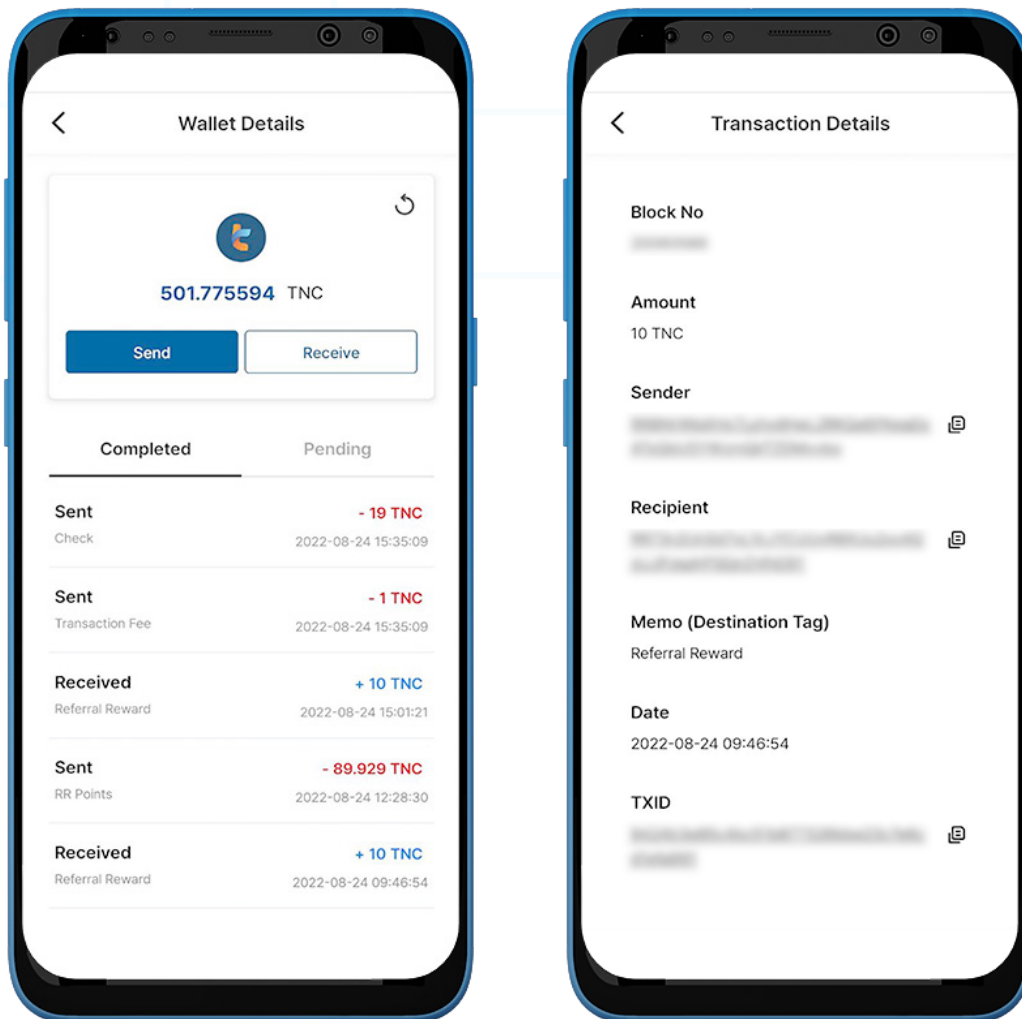 Wallet Details
501.775594 TNC
Send
Receive
Completed
Pending
Sent
- 19 TNC
Check
2022-08-24 15:35:09
Sent
- 1 TNC
Transaction Fee
2022-08-24 15:35:09
Received
+ 10 TNC
Referral Reward
2022-08-24 15:01:21
Sent
- 89.929 TNC
RR Points
2022-08-24 12:28:30
Received
+ 10 TNC
Referral Reward
2022-08-24 09:46:54
Transaction Details
Block No
Amount
10 TNC
Sender
Recipient
Memo (Destination Tag)
Referral Reward
Date
2022-08-24 09:46:54
TXID